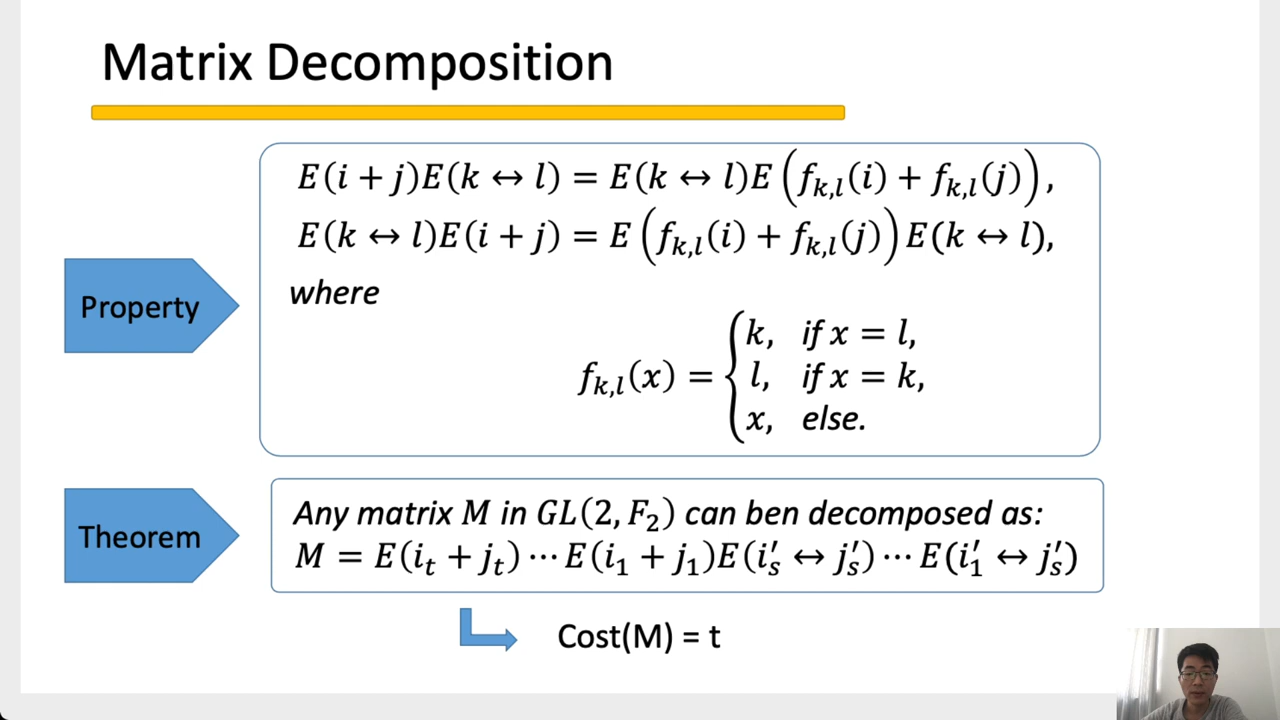 Matrix Decomposition
E(i + j)E(k ↔ l) = E(k ↔ l)E(f_{k,l}(i) + f_{k,l}(j)),
E(k ↔ l)E(i + j) = E(f_{k,l}(i) + f_{k,l}(j))E(k ↔ l),
where
Property
f_{k,l}(x) = { k, if x = l,
l, if x = k,
x, else.
Any matrix M in GL(2, F₂) can ben decomposed as:
Theorem
M = E(i_t + j_t) ⋯ E(i_1 + j_1)E(i'_s ↔ j'_s) ⋯ E(i'_1 ↔ j'_s)
Cost(M) = t